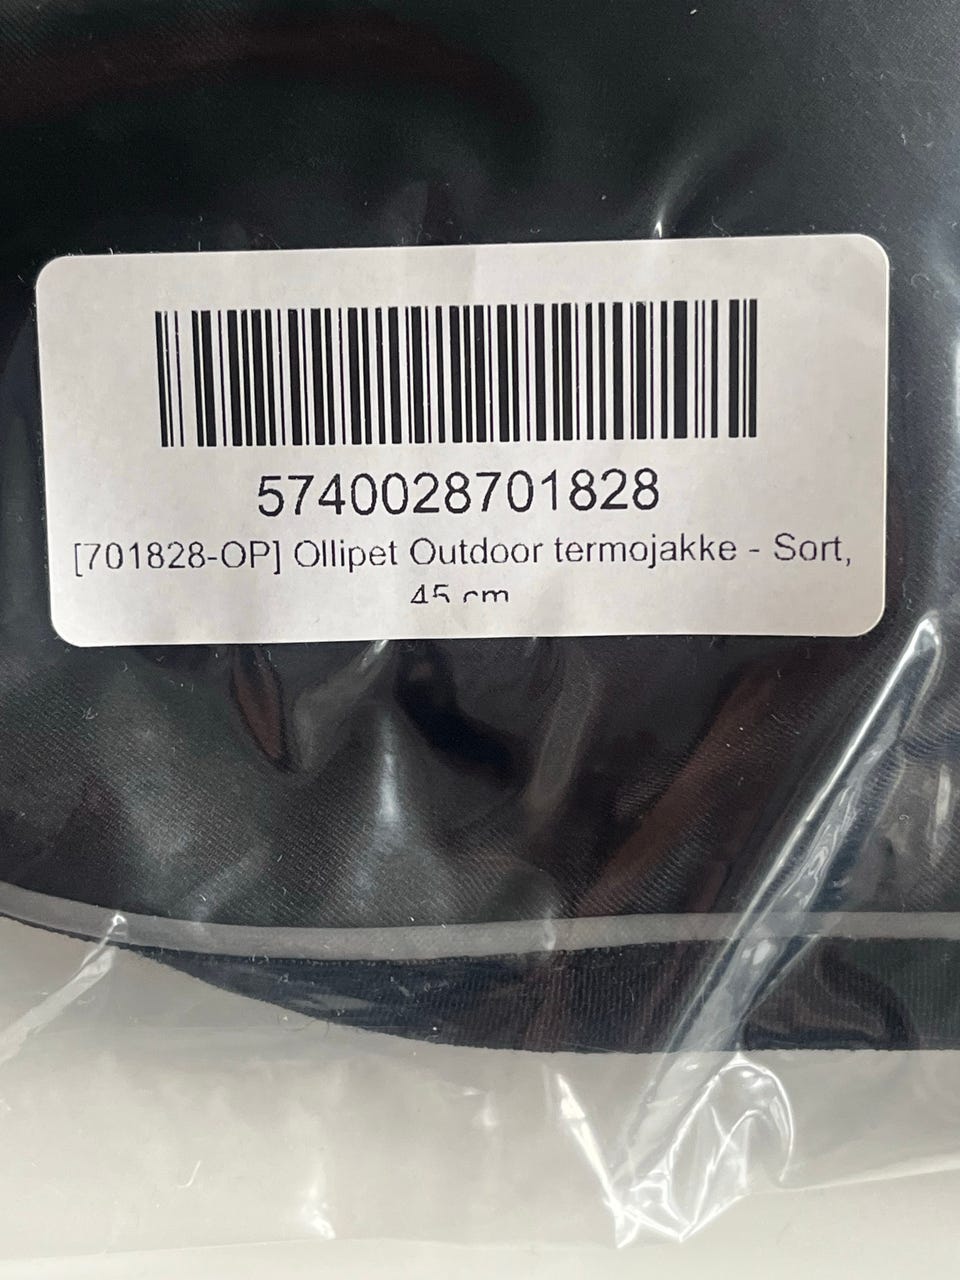 5740028701828
[701828-OP] Ollipet Outdoor termojakke - Sort,
45 cm